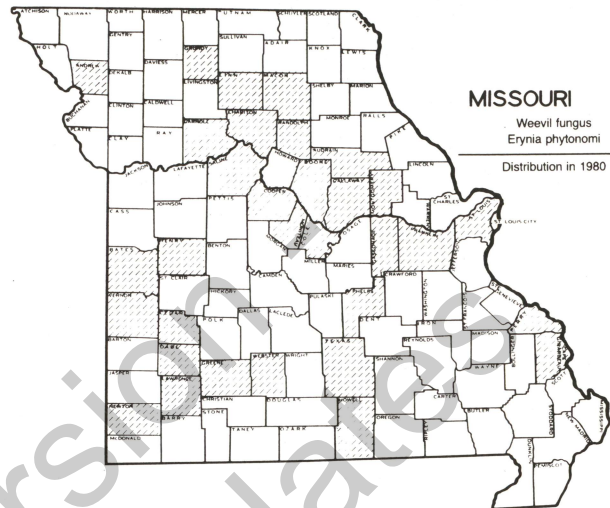 MISSOURI
Weevil fungus
Erynia phytonomi
Distribution in 1980
ATCHISON
NODAWAY
WORTH
HARRISON
MERCER
PUTNAM
SCHUYLER
SCOTLAND
CLARK
HOLT
GENTRY
SULLIVAN
ADAIR
KNOX
LEWIS
ANDREW
DEKALB
DAVIESS
GRUNDY
LIVINGSTON
LINN
MACON
SHELBY
MARION
BUCHANAN
CLINTON
CALDWELL
CHARITON
RANDOLPH
MONROE
RALLS
PIKE
PLATTE
CLAY
RAY
CARROLL
AUDRAIN
LINCOLN
JACKSON
LAFAYETTE
SALINE
HOWARD
BOONE
CALLAWAY
MONTGOMERY
WARREN
ST. CHARLES
ST. LOUIS
ST. LOUIS CITY
CASS
JOHNSON
PETTIS
COOPER
MONITEAU
COLE
OSAGE
GASCONADE
FRANKLIN
JEFFERSON
BATES
HENRY
BENTON
MORGAN
MILLER
MARIES
CAMDEN
CRAWFORD
WASHINGTON
STE. GENEVIEVE
VERNON
ST CLAIR
HICKORY
PULASKI
PHELPS
PERRY
CEDAR
POLK
DALLAS
LACLEDE
DENT
IRON
MADISON
BARTON
DADE
GREENE
WEBSTER
WRIGHT
TEXAS
SHANNON
REYNOLDS
WAYNE
BOLLINGER
SCOTT
JASPER
LAWRENCE
CHRISTIAN
DOUGLAS
HOWELL
CARTER
BUTLER
STODDARD
MISSISSIPPI
NEWTON
BARRY
STONE
TANEY
OZARK
OREGON
RIPLEY
NEW MADRID
McDONALD
DUNKLIN
PEMISCOT